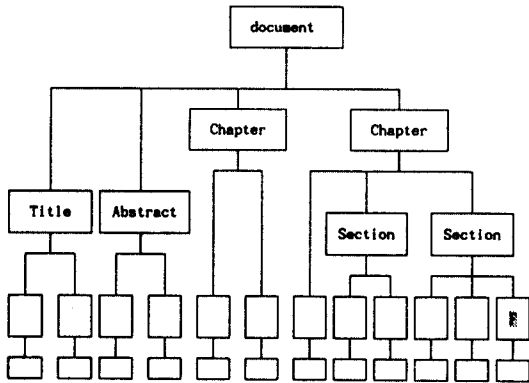 document
Chapter
Chapter
Title
Abstract
Section
Section